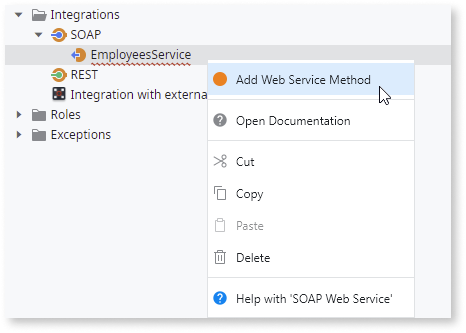 Integrations
SOAP
EmployeesService
REST
Integration with externa
Roles
Exceptions
Add Web Service Method
Open Documentation
Cut
Copy
Paste
Delete
Help with 'SOAP Web Service'